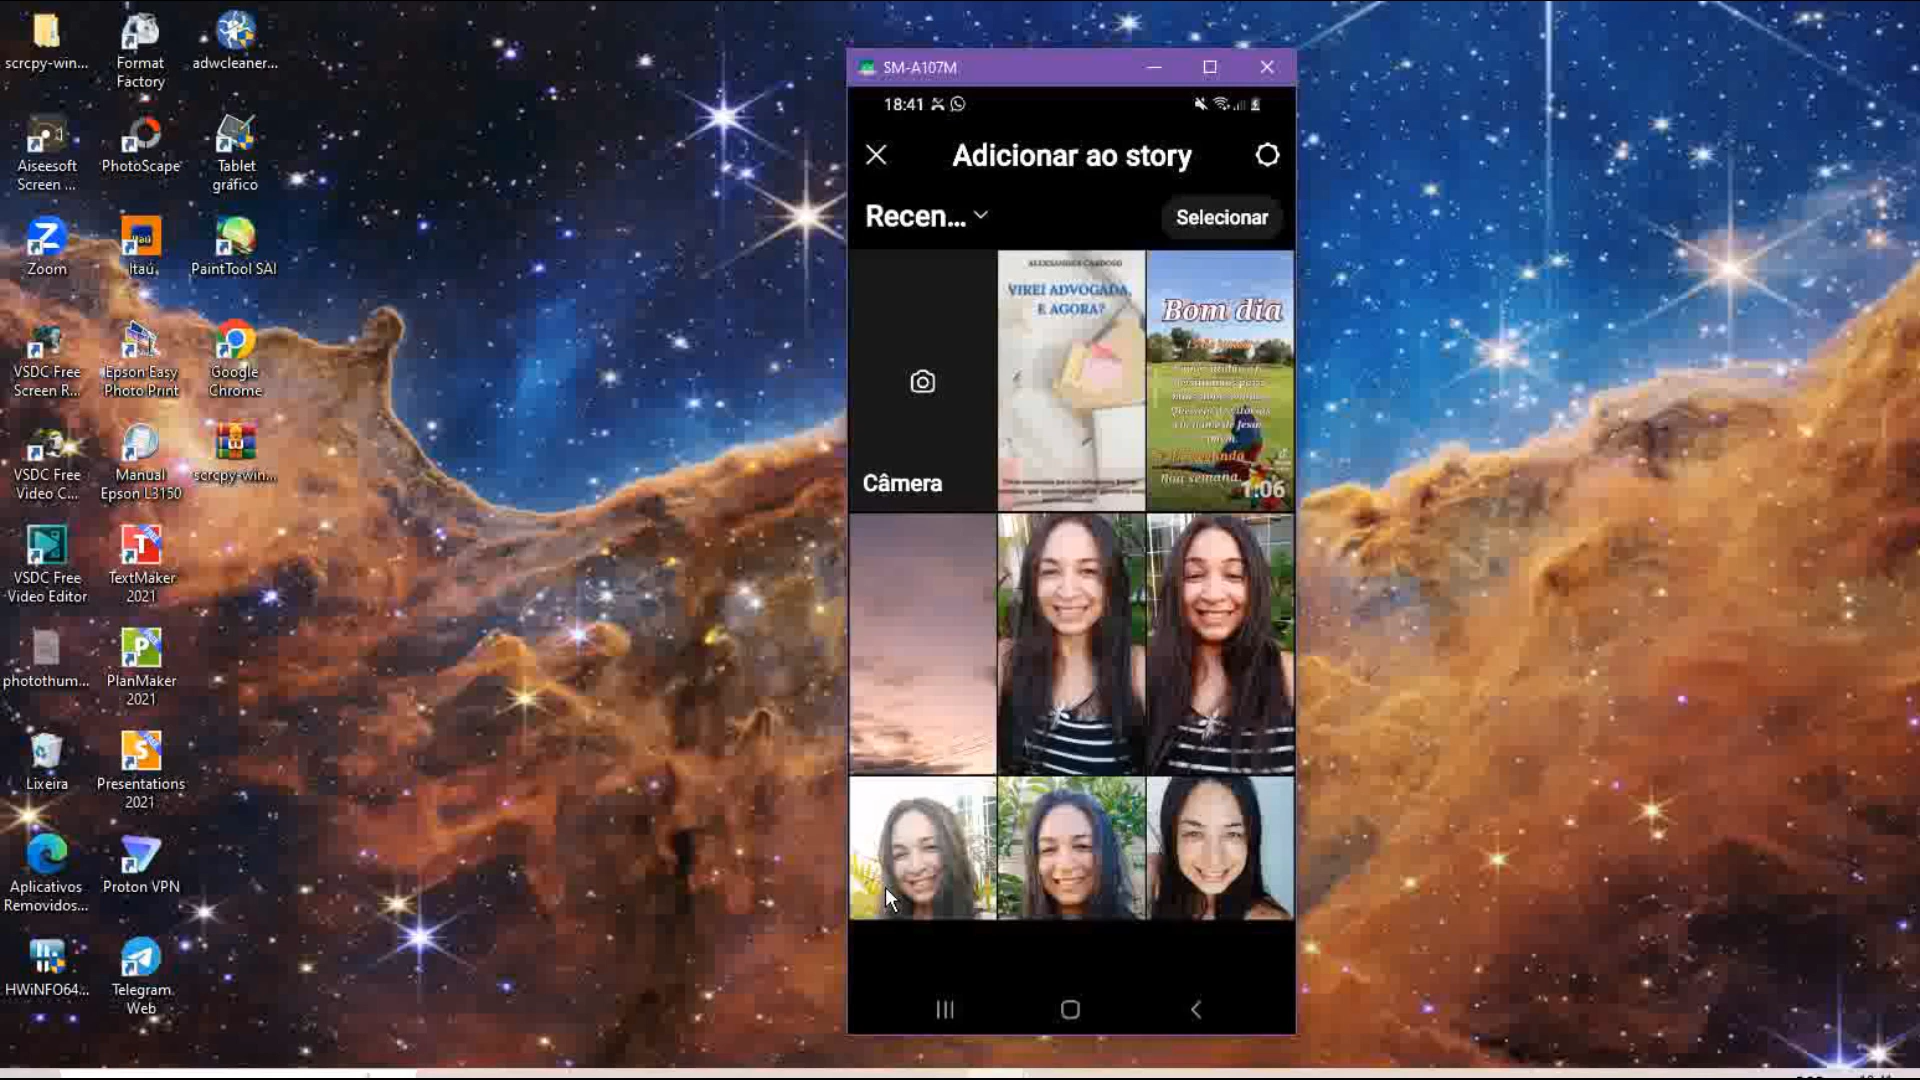 scrcpy-win...
Format
Factory
adwcleaner...
Aiseesoft
Screen ...
PhotoScape
Tablet
gráfico
Zoom
Itaú
PaintTool SAI
VSDC Free
Screen R...
Epson Easy
Photo Print
Google
Chrome
VSDC Free
Video C...
Manual
Epson L3150
scrcpy-win...
VSDC Free
Video Editor
TextMaker
2021
photothum...
PlanMaker
2021
Lixeira
Presentations
2021
Aplicativos
Removidos...
Proton VPN
HWiNFO64...
Telegram
Web
SM-A107M
18:41
Adicionar ao story
Recen...
Selecionar
Câmera
VIREI ADVOGADA,
E AGORA?
Bom dia
Boa semana.
1:06